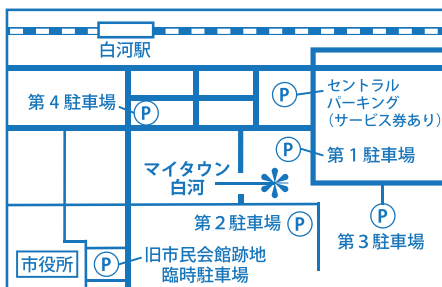 白河駅
セントラル
パーキング
(サービス券あり)
P
第4駐車場
P
P
第1駐車場
マイタウン
白河
第2駐車場
P
P
第3駐車場
市役所
P
旧市民会館跡地
臨時駐車場